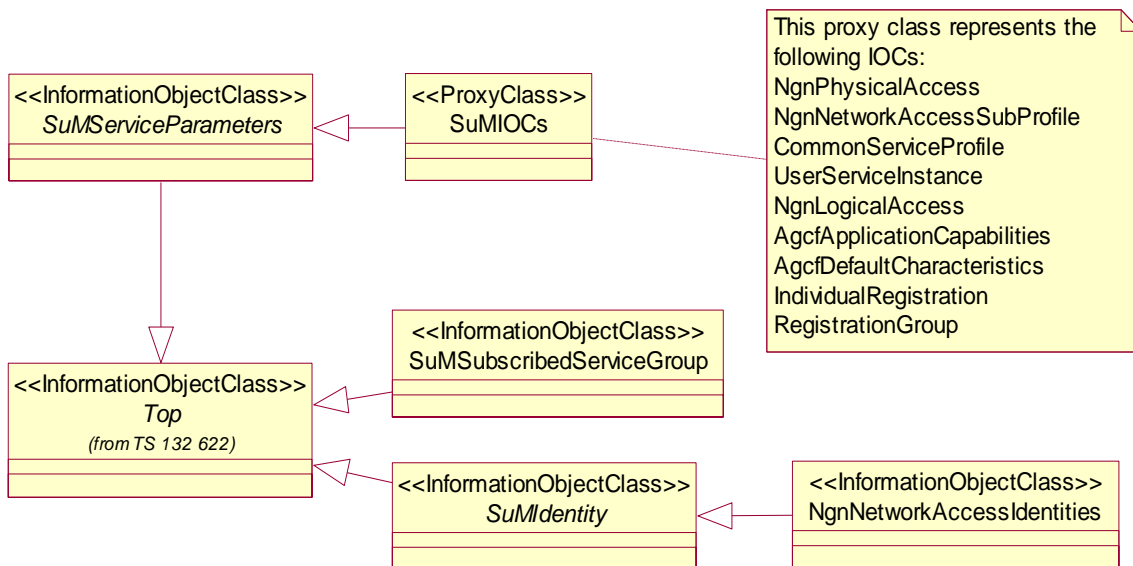 <<InformationObjectClass>>
SuMServiceParameters
<<ProxyClass>>
SuMIOCs
This proxy class represents the
following IOCs:
NgnPhysicalAccess
NgnNetworkAccessSubProfile
CommonServiceProfile
UserServiceInstance
NgnLogicalAccess
AgcfApplicationCapabilities
AgcfDefaultCharacteristics
IndividualRegistration
RegistrationGroup
<<InformationObjectClass>>
SuMSubscribedServiceGroup
<<InformationObjectClass>>
Top
(from TS 132 622)
<<InformationObjectClass>>
SuMIdentity
<<InformationObjectClass>>
NgnNetworkAccessIdentities